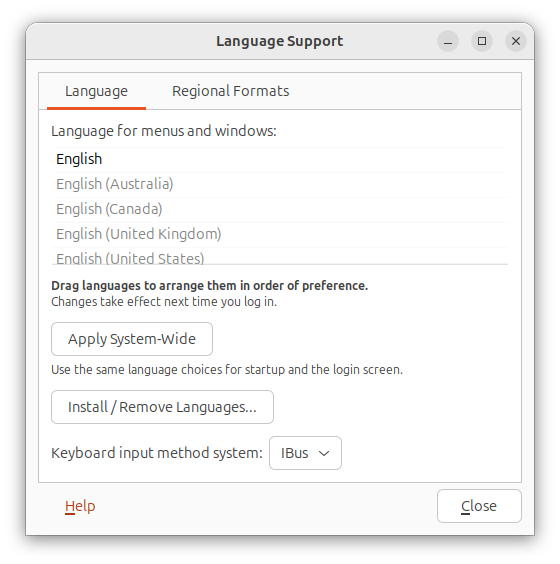 Language Support
Language
Regional Formats
Language for menus and windows:
English
English (Australia)
English (Canada)
English (United Kingdom)
English (United States)
Drag languages to arrange them in order of preference.
Changes take effect next time you log in.
Apply System-Wide
Use the same language choices for startup and the login screen.
Install / Remove Languages...
Keyboard input method system: IBus
Help
Close